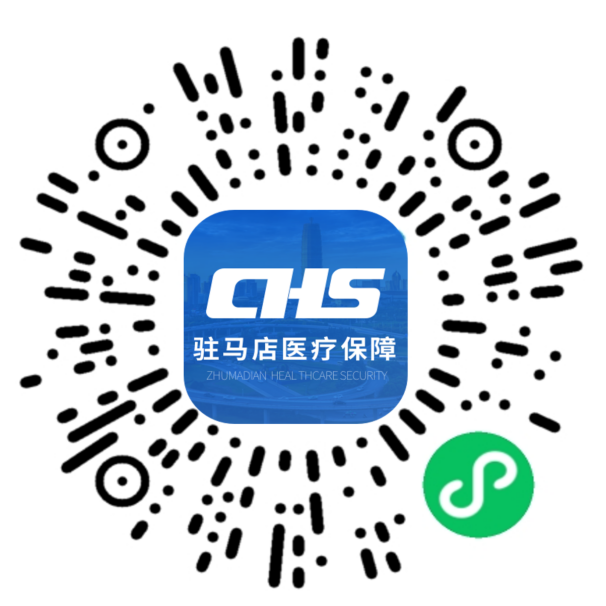 CHS
驻马店医疗保障
ZHUMADIAN HEALTHCARE SECURITY